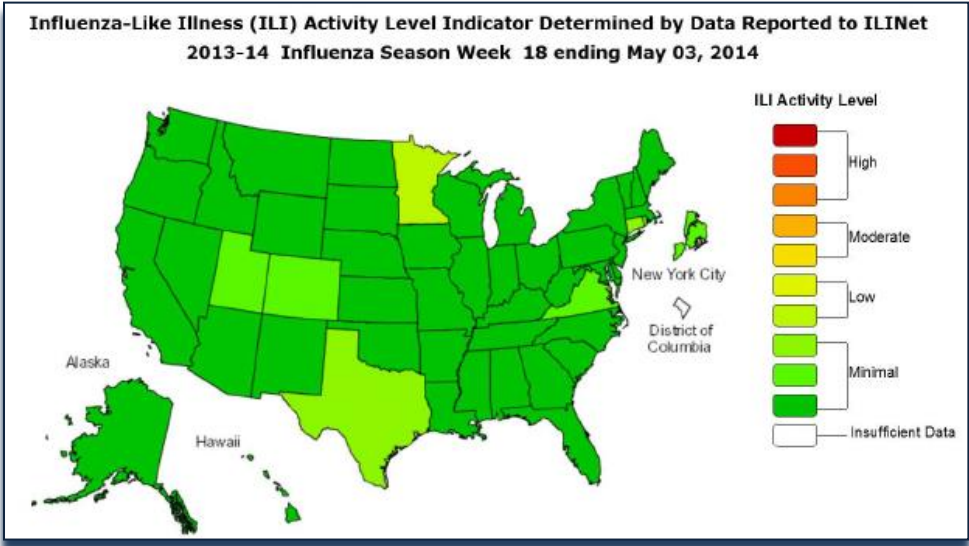 Influenza-Like Illness (ILI) Activity Level Indicator Determined by Data Reported to ILINet
2013-14 Influenza Season Week 18 ending May 03, 2014
ILI Activity Level
High
Moderate
Low
Minimal
Insufficient Data
New York City
District of
Columbia
Alaska
Hawaii